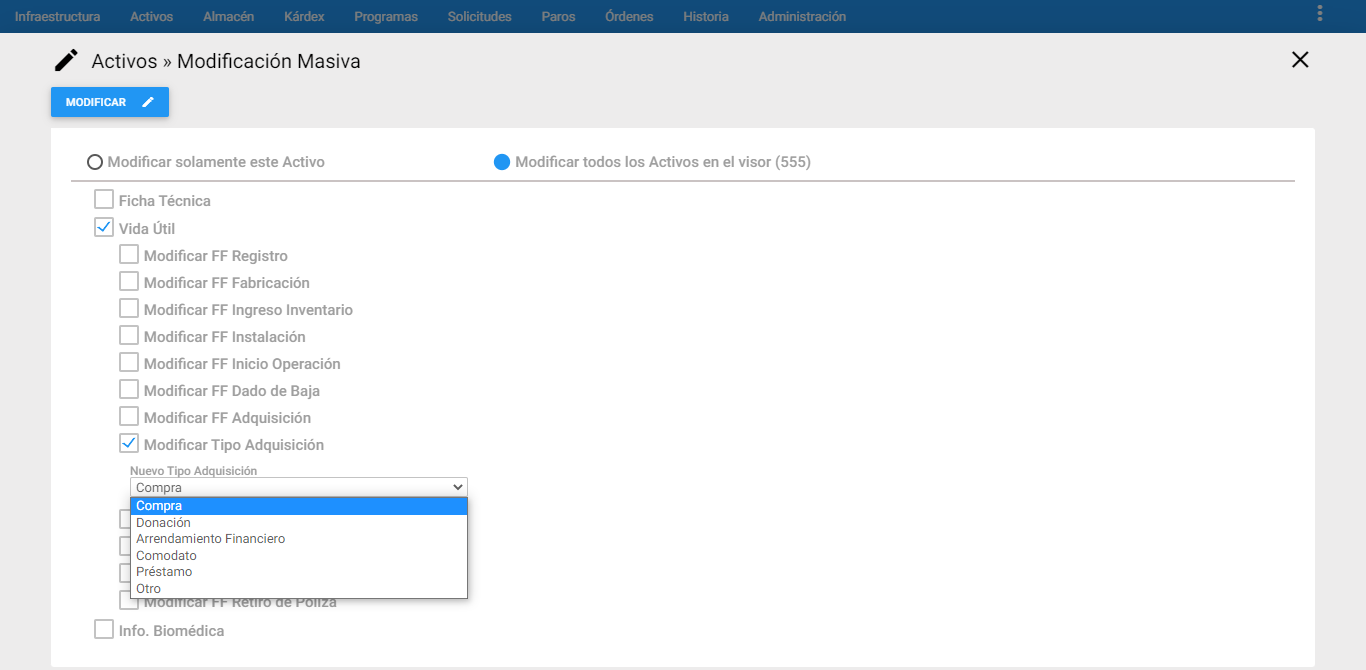 Infraestructura Activos Almacén Kárdex Programas Solicitudes Paros Órdenes Historia Administración
Activos » Modificación Masiva
MODIFICAR
Modificar solamente este Activo Modificar todos los Activos en el visor (555)
Ficha Técnica
Vida Útil
Modificar FF Registro
Modificar FF Fabricación
Modificar FF Ingreso Inventario
Modificar FF Instalación
Modificar FF Inicio Operación
Modificar FF Dado de Baja
Modificar FF Adquisición
Modificar Tipo Adquisición
Nuevo Tipo Adquisición
Compra
Compra
Donación
Arrendamiento Financiero
Comodato
Préstamo
Otro
Modificar FF Retiro de Póliza
Info. Biomédica